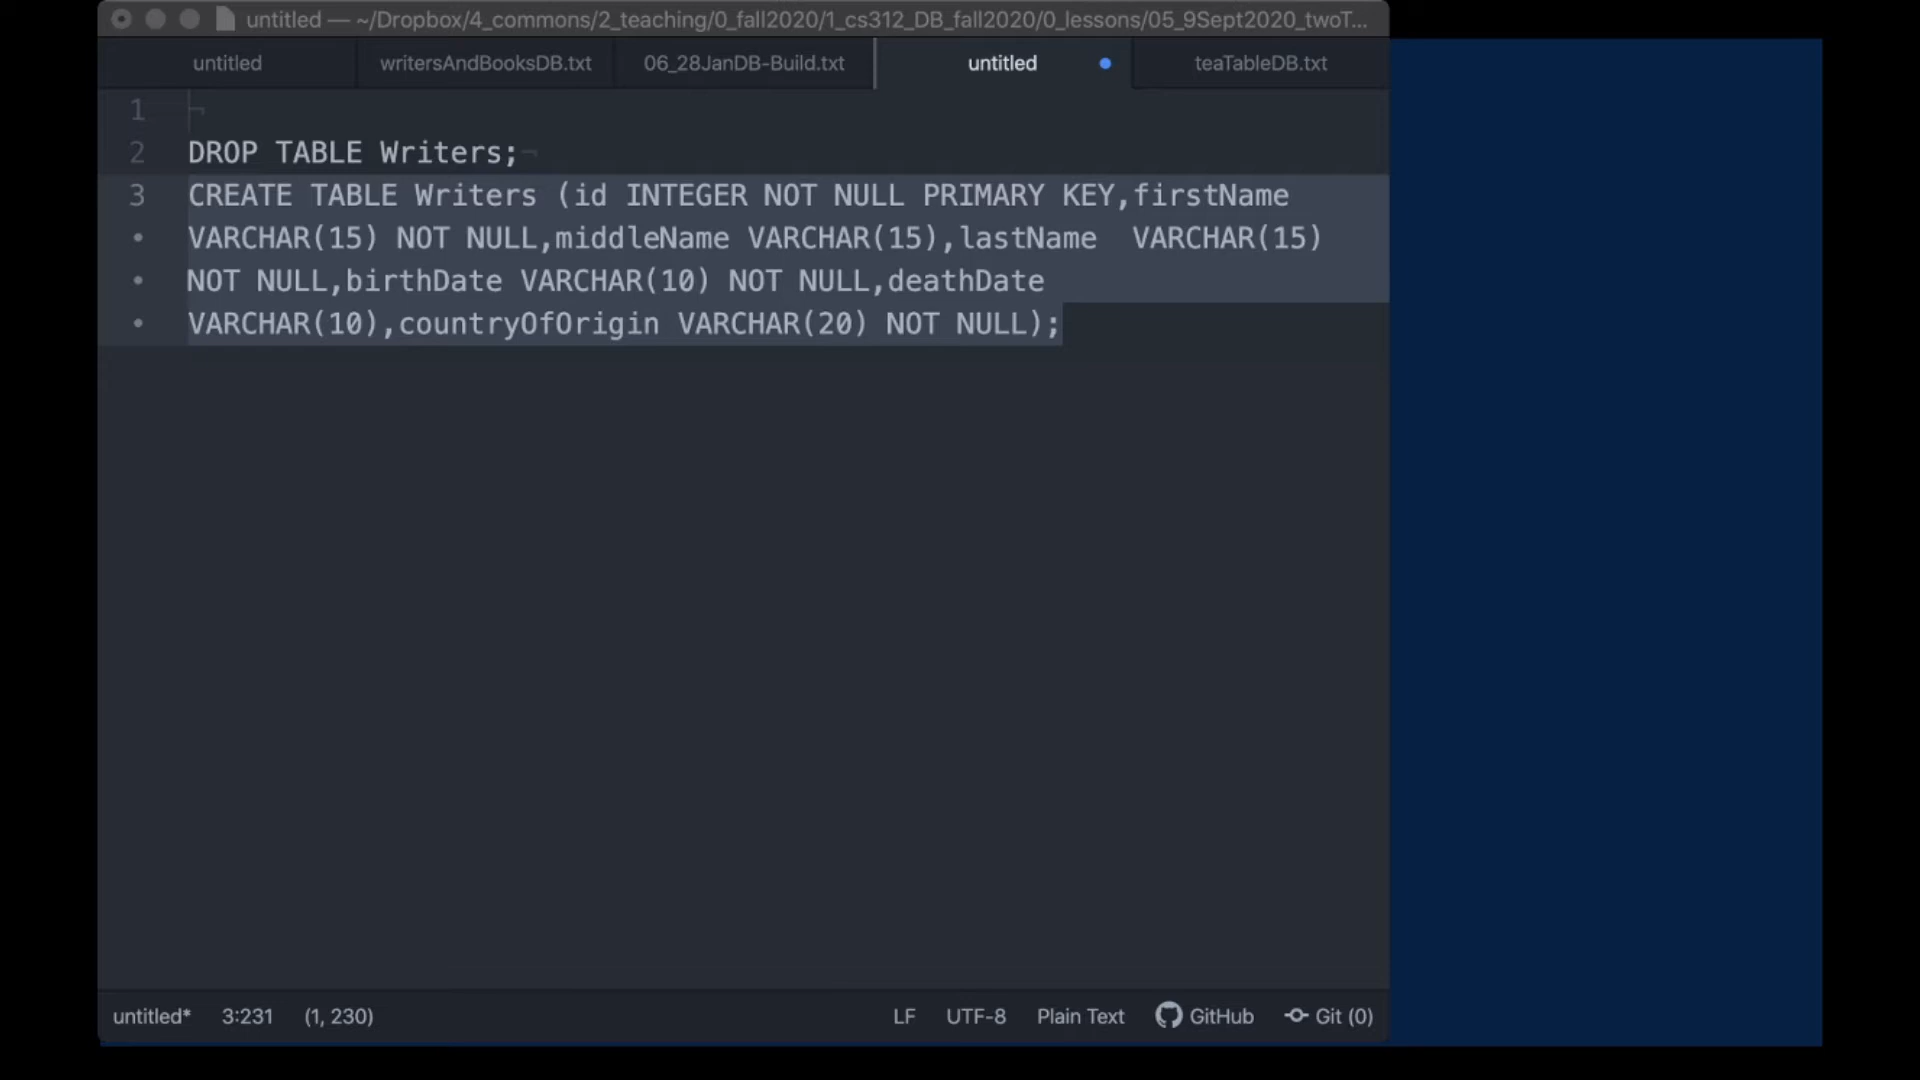 untitled — ~/Dropbox/4_commons/2_teaching/0_fall2020/1_cs312_DB_fall2020/0_lessons/05_9Sept2020_twoT...
untitled writersAndBooksDB.txt 06_28JanDB-Build.txt untitled teaTableDB.txt
1 ¬
2 DROP TABLE Writers;¬
3 CREATE TABLE Writers (id INTEGER NOT NULL PRIMARY KEY,firstName
• VARCHAR(15) NOT NULL,middleName VARCHAR(15),lastName  VARCHAR(15)
• NOT NULL,birthDate VARCHAR(10) NOT NULL,deathDate
• VARCHAR(10),countryOfOrigin VARCHAR(20) NOT NULL);
untitled* 3:231 (1, 230) LF UTF-8 Plain Text GitHub Git (0)